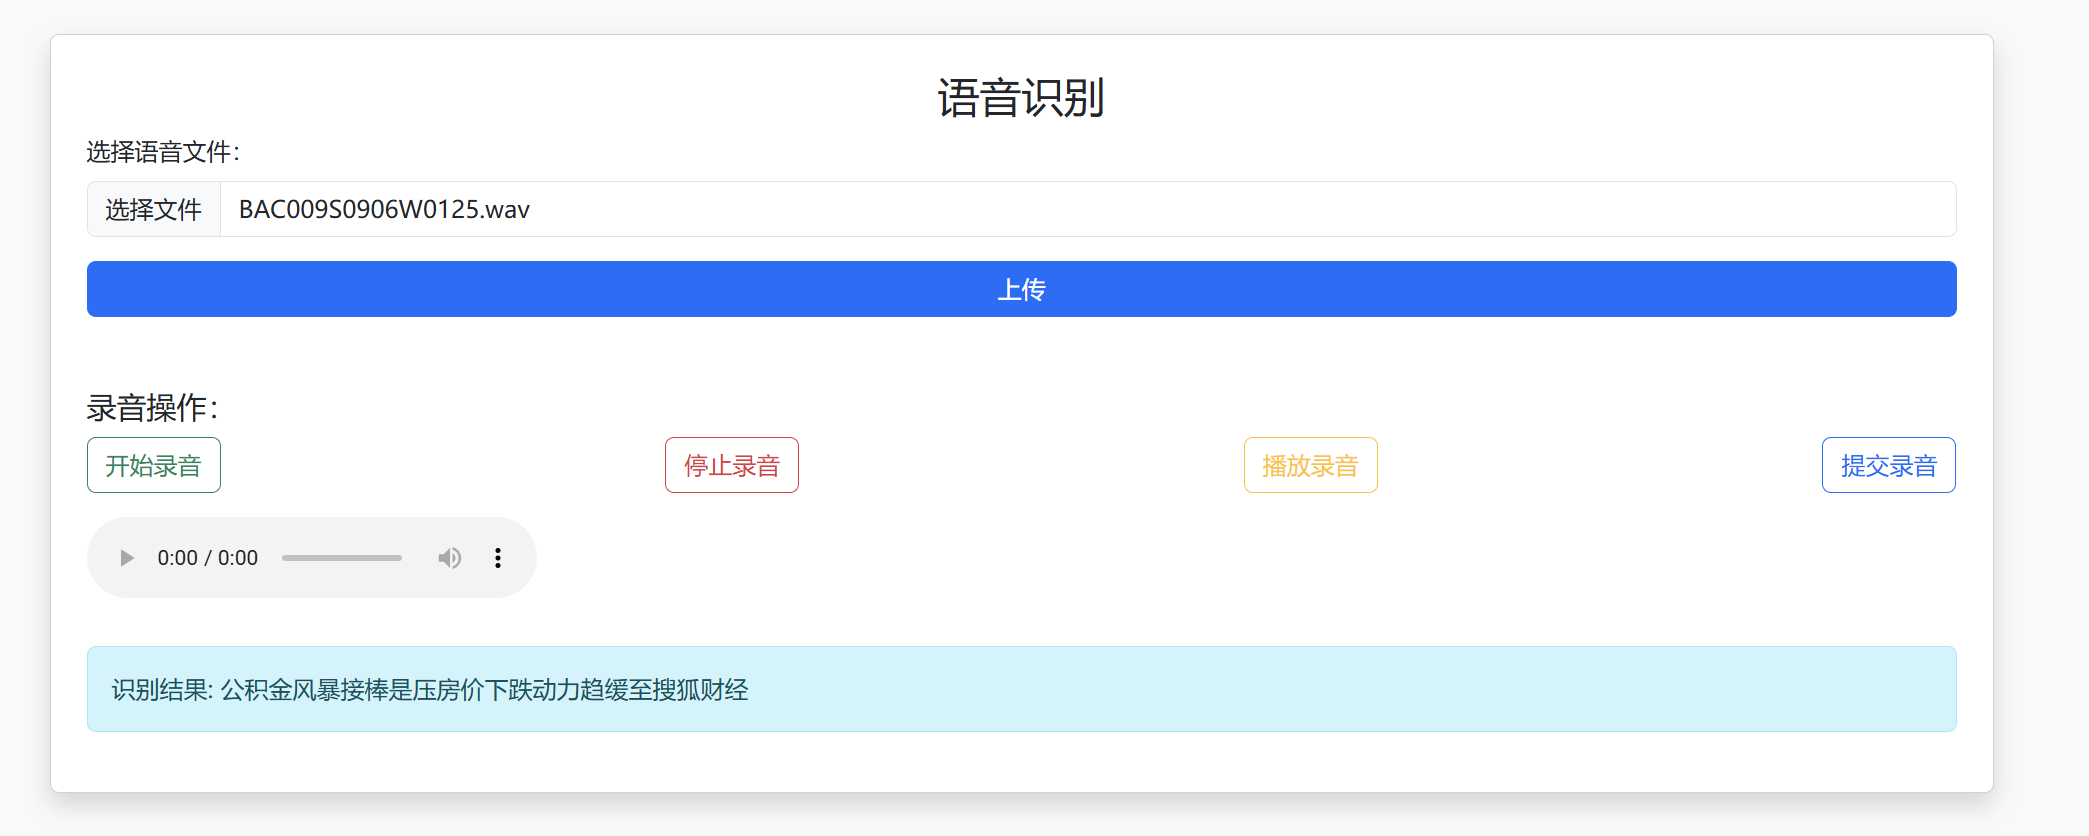 语音识别
选择语音文件：
选择文件 BAC009S0906W0125.wav
上传
录音操作：
开始录音 停止录音 播放录音 提交录音
0:00 / 0:00
识别结果: 公积金风暴接棒是压房价下跌动力趋缓至搜狐财经